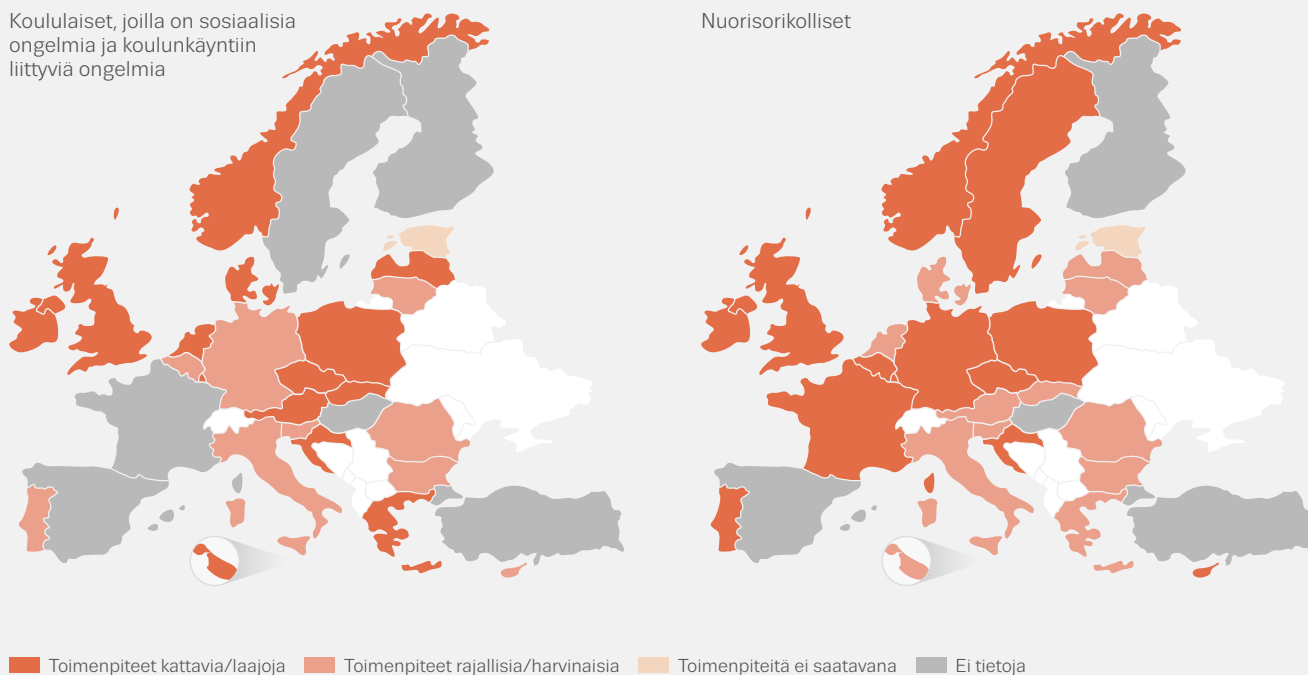 Koululaiset, joilla on sosiaalisia
ongelmia ja koulunkäyntiin
liittyviä ongelmia
Nuorisorikolliset
Toimenpiteet kattavia/laajoja
Toimenpiteet rajallisia/harvinaisia
Toimenpiteitä ei saatavana
Ei tietoja